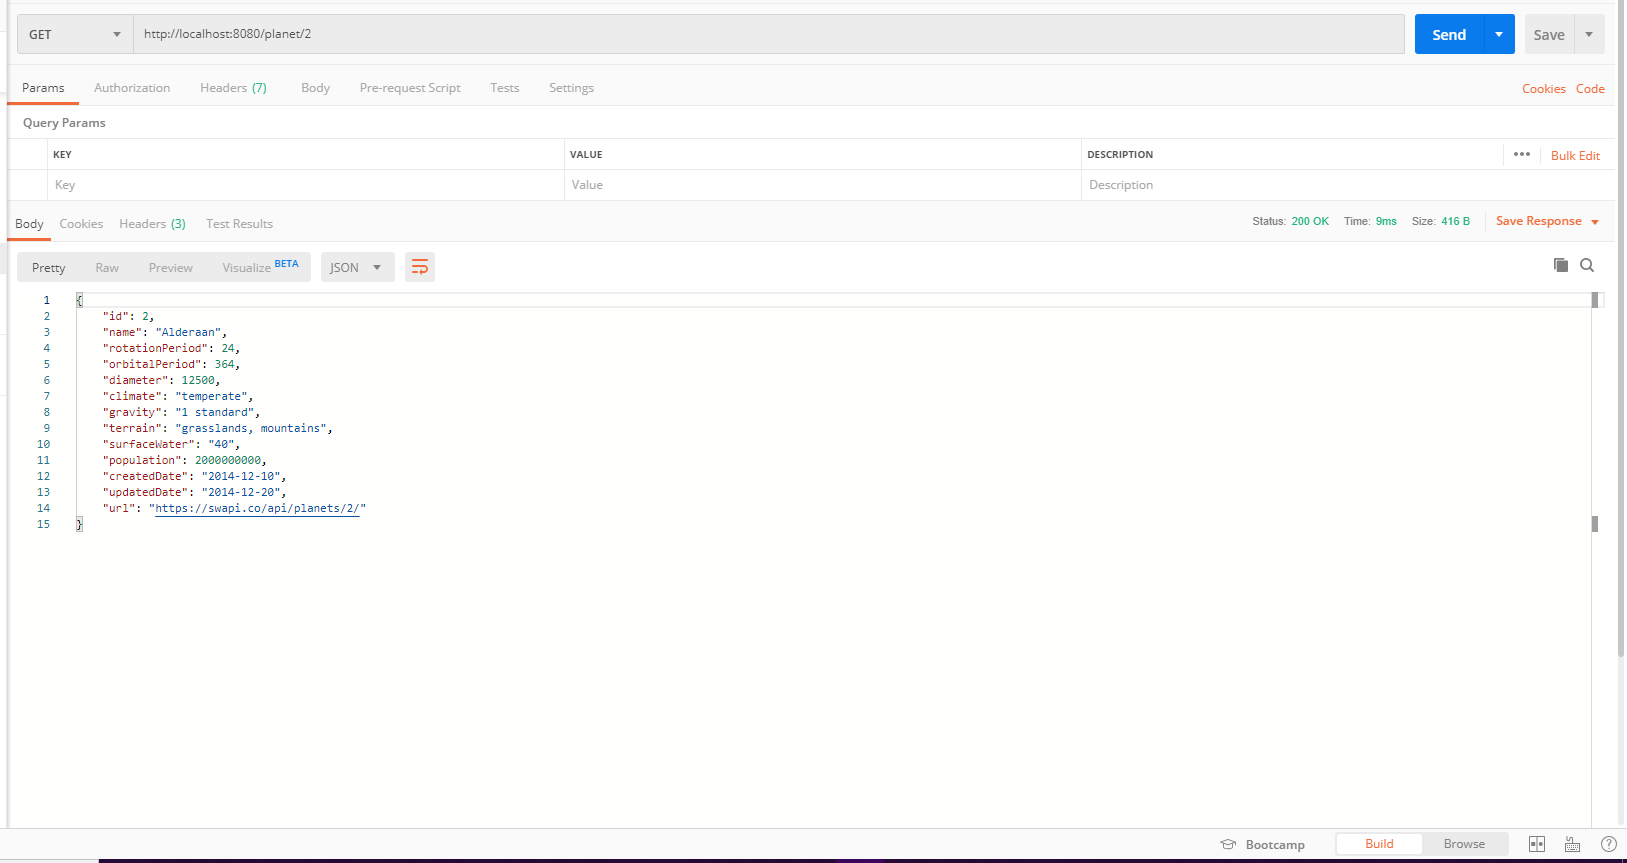 GET http://localhost:8080/planet/2 Send Save
Params Authorization Headers (7) Body Pre-request Script Tests Settings Cookies Code
Query Params
KEY VALUE DESCRIPTION ••• Bulk Edit
Key Value Description
Body Cookies Headers (3) Test Results Status: 200 OK Time: 9ms Size: 416 B Save Response
Pretty Raw Preview Visualize BETA JSON
1 {
2 "id": 2,
3 "name": "Alderaan",
4 "rotationPeriod": 24,
5 "orbitalPeriod": 364,
6 "diameter": 12500,
7 "climate": "temperate",
8 "gravity": "1 standard",
9 "terrain": "grasslands, mountains",
10 "surfaceWater": "40",
11 "population": 2000000000,
12 "createdDate": "2014-12-10",
13 "updatedDate": "2014-12-20",
14 "url": "https://swapi.co/api/planets/2/"
15 }
Bootcamp Build Browse ?